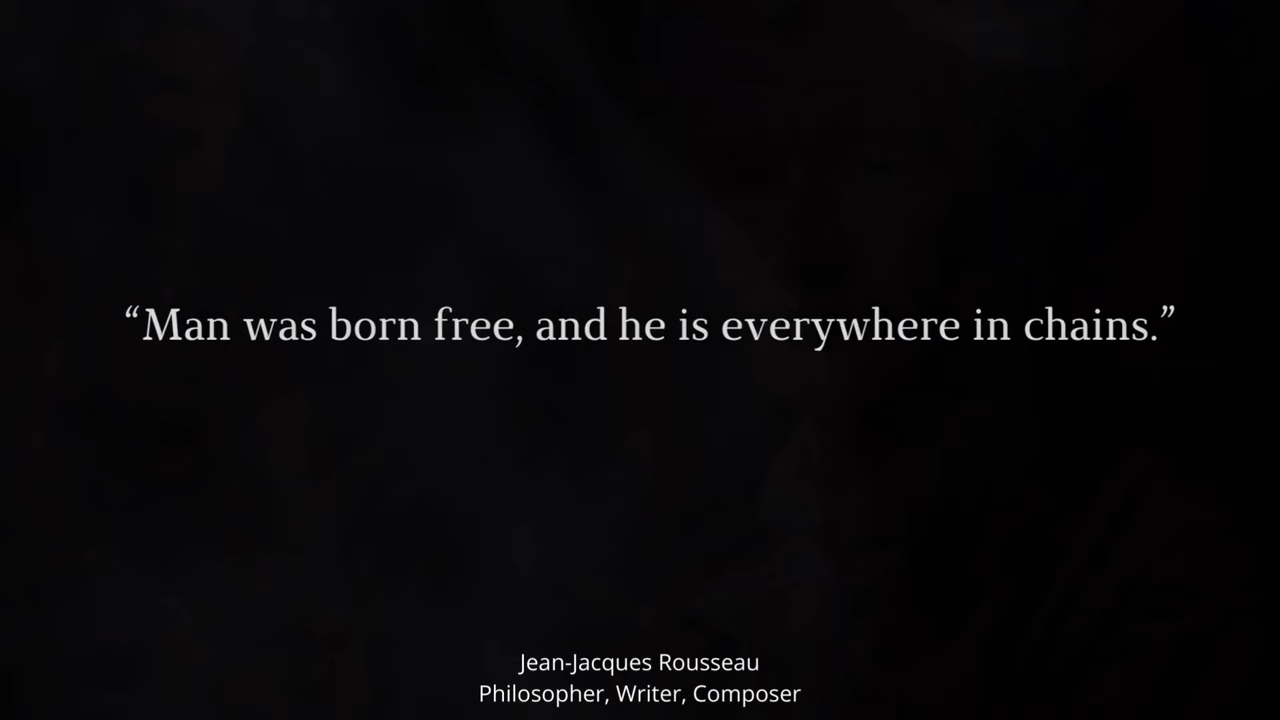 “Man was born free, and he is everywhere in chains.”
Jean-Jacques Rousseau
Philosopher, Writer, Composer